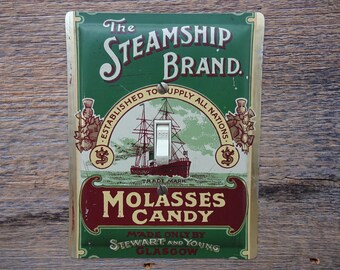 The
STEAMSHIP
BRAND.
ESTABLISHED TO SUPPLY ALL NATIONS
TRADE MARK
MOLASSES
CANDY
MADE ONLY BY
STEWART AND YOUNG
GLASGOW